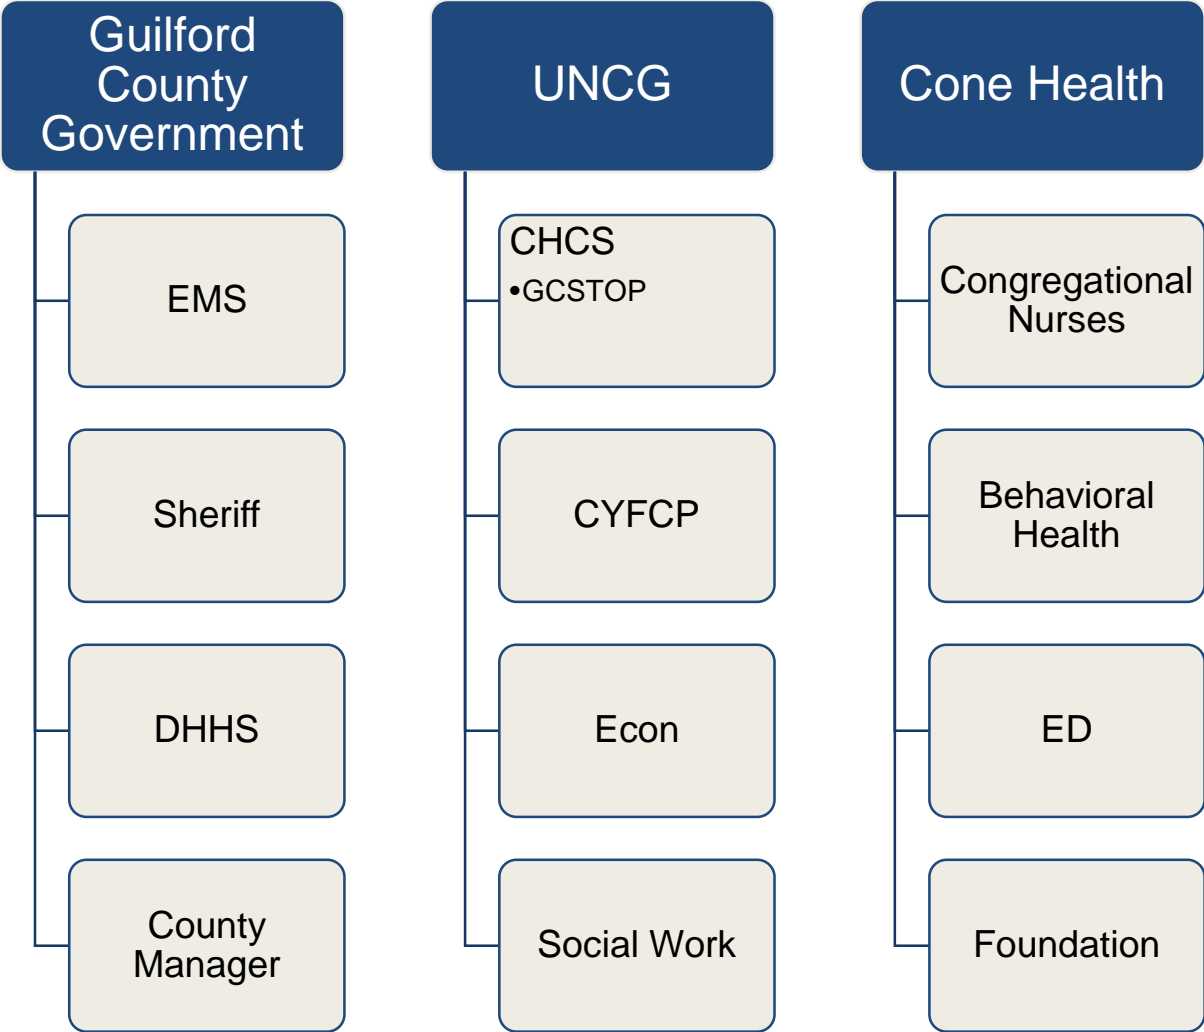 Guilford
County
Government
EMS
Sheriff
DHHS
County
Manager
UNCG
CHCS
•GCSTOP
CYFCP
Econ
Social Work
Cone Health
Congregational
Nurses
Behavioral
Health
ED
Foundation